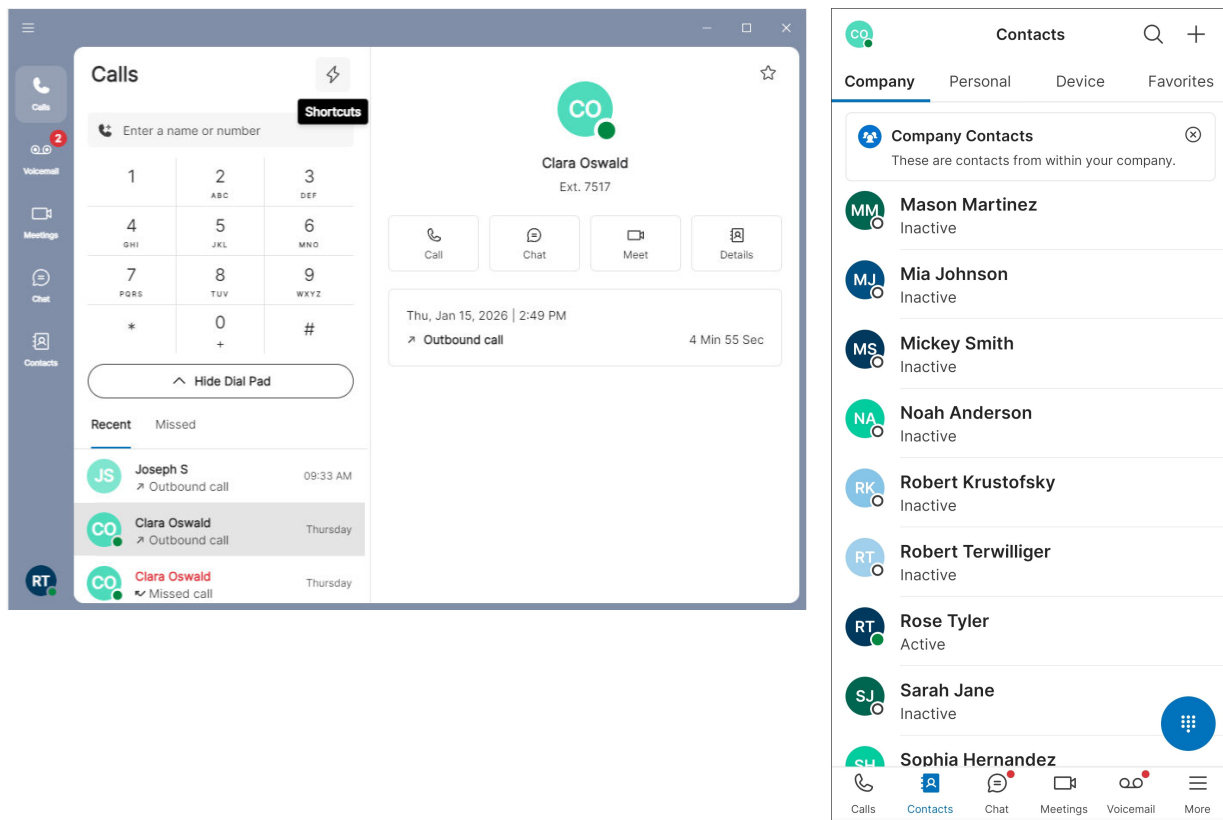 Calls
Shortcuts
Enter a name or number
1
2
ABC
3
DEF
4
GHI
5
JKL
6
MNO
7
PQRS
8
TUV
9
WXYZ
*
0
+
#
Hide Dial Pad
Recent Missed
JS
Joseph S
Outbound call
09:33 AM
CO
Clara Oswald
Outbound call
Thursday
CO
Clara Oswald
Missed call
Thursday
Calls
2
Voicemail
Meetings
Chat
Contacts
RT
CO
Clara Oswald
Ext. 7517
Call Chat Meet Details
Thu, Jan 15, 2026 | 2:49 PM
Outbound call 4 Min 55 Sec
CO
Contacts
Company Personal Device Favorites
Company Contacts
These are contacts from within your company.
MM
Mason Martinez
Inactive
MJ
Mia Johnson
Inactive
MS
Mickey Smith
Inactive
NA
Noah Anderson
Inactive
RK
Robert Krustofsky
Inactive
RT
Robert Terwilliger
Inactive
RT
Rose Tyler
Active
SJ
Sarah Jane
Inactive
SH
Sophia Hernandez
Calls Contacts Chat Meetings Voicemail More